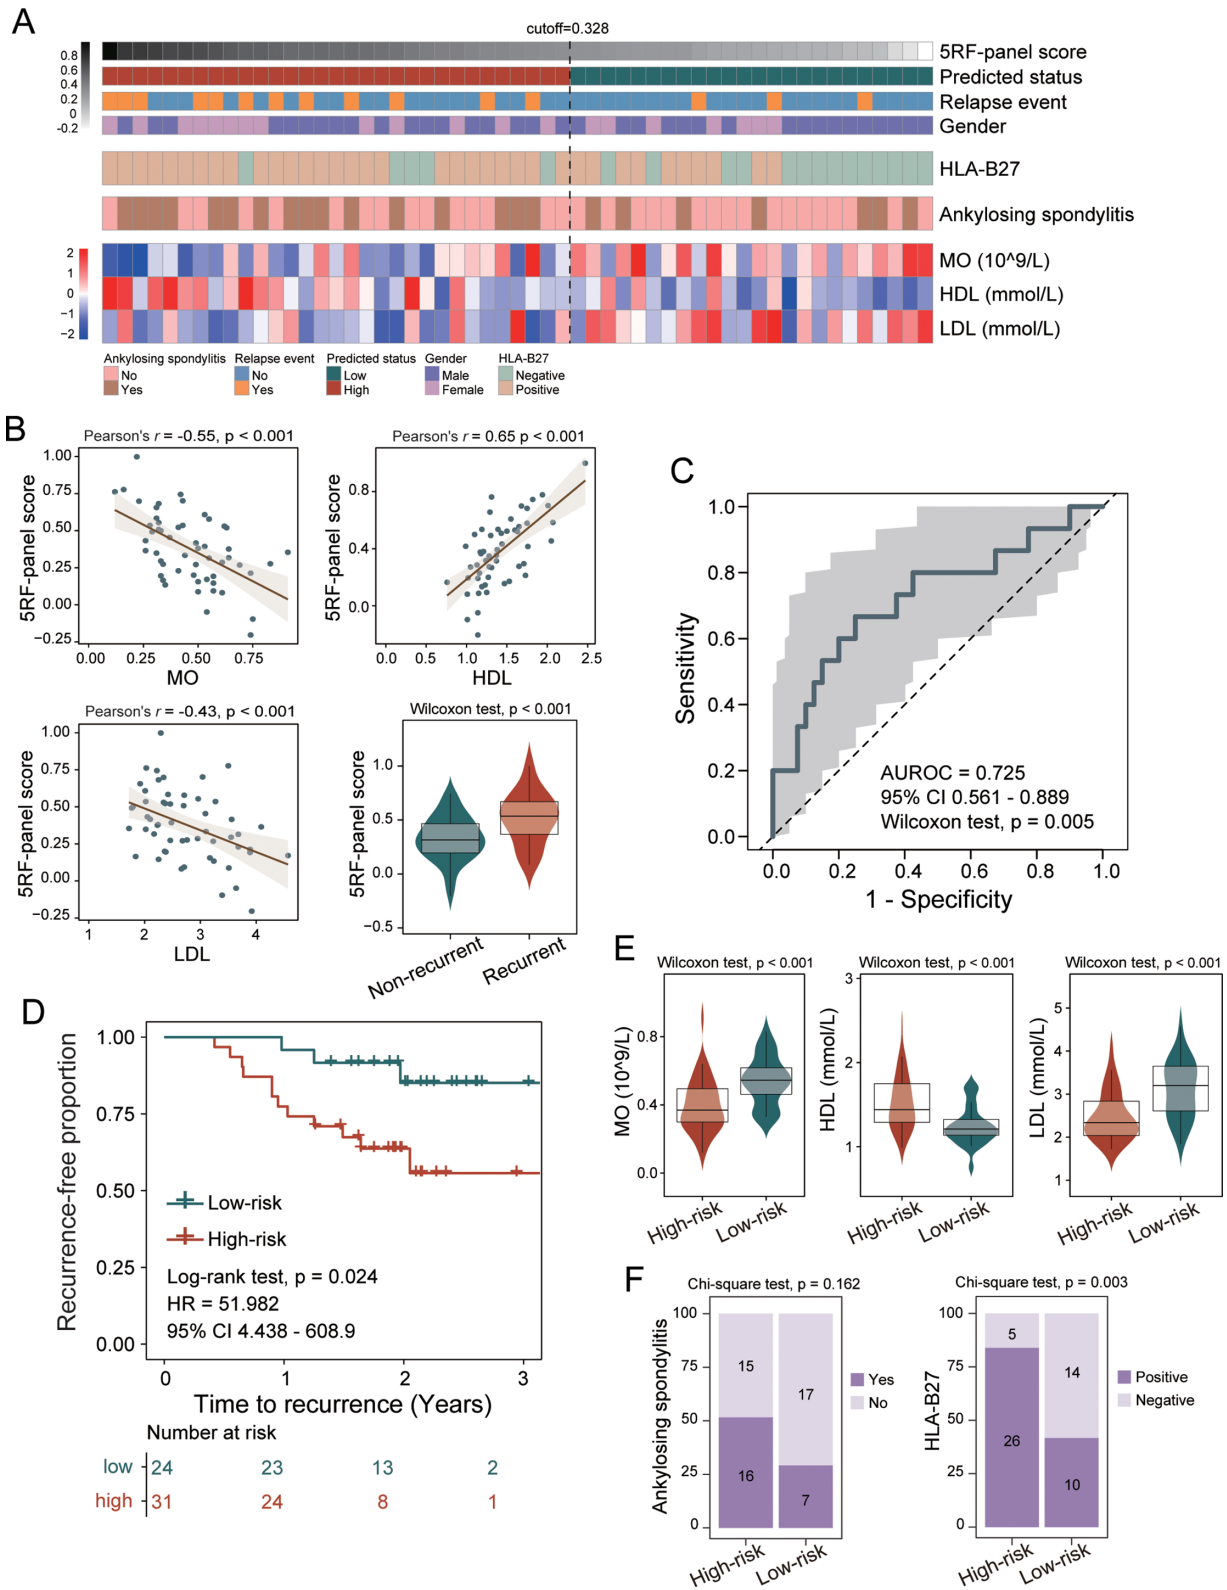 A
cutoff=0.328
0.8
0.6
0.4
0.2
0
-0.2
5RF-panel score
Predicted status
Relapse event
Gender
HLA-B27
Ankylosing spondylitis
2
1
0
−1
−2
MO (10^9/L)
HDL (mmol/L)
LDL (mmol/L)
Ankylosing spondylitis
No
Yes
Relapse event
No
Yes
Predicted status
Low
High
Gender
Male
Female
HLA-B27
Negative
Positive
B
Pearson's r = -0.55, p < 0.001
5RF-panel score
1.00
0.75
0.50
0.25
0.00
−0.25
0.00 0.25 0.50 0.75
MO
Pearson's r = 0.65 p < 0.001
5RF-panel score
0.8
0.4
0.0
0.0 0.5 1.0 1.5 2.0 2.5
HDL
Pearson's r = -0.43, p < 0.001
5RF-panel score
1.00
0.75
0.50
0.25
0.00
−0.25
1 2 3 4
LDL
Wilcoxon test, p < 0.001
5RF-panel score
1.0
0.5
0.0
−0.5
Non-recurrent Recurrent
C
Sensitivity
1.0
0.8
0.6
0.4
0.2
0.0
AUROC = 0.725
95% CI 0.561 - 0.889
Wilcoxon test, p = 0.005
0.0 0.2 0.4 0.6 0.8 1.0
1 - Specificity
D
Recurrence-free proportion
1.00
0.75
0.50
0.25
0.00
Low-risk
High-risk
Log-rank test, p = 0.024
HR = 51.982
95% CI 4.438 - 608.9
0 1 2 3
Time to recurrence (Years)
Number at risk
low 24 23 13 2
high 31 24 8 1
E
Wilcoxon test, p < 0.001
MO (10^9/L)
0.8
0.4
0.0
High-risk Low-risk
Wilcoxon test, p < 0.001
HDL (mmol/L)
3
2
1
High-risk Low-risk
Wilcoxon test, p < 0.001
LDL (mmol/L)
5
4
3
2
1
High-risk Low-risk
F
Chi-square test, p = 0.162
Ankylosing spondylitis
100
75
50
25
0
15
16
17
7
Yes
No
High-risk Low-risk
Chi-square test, p = 0.003
HLA-B27
100
75
50
25
0
5
26
14
10
Positive
Negative
High-risk Low-risk